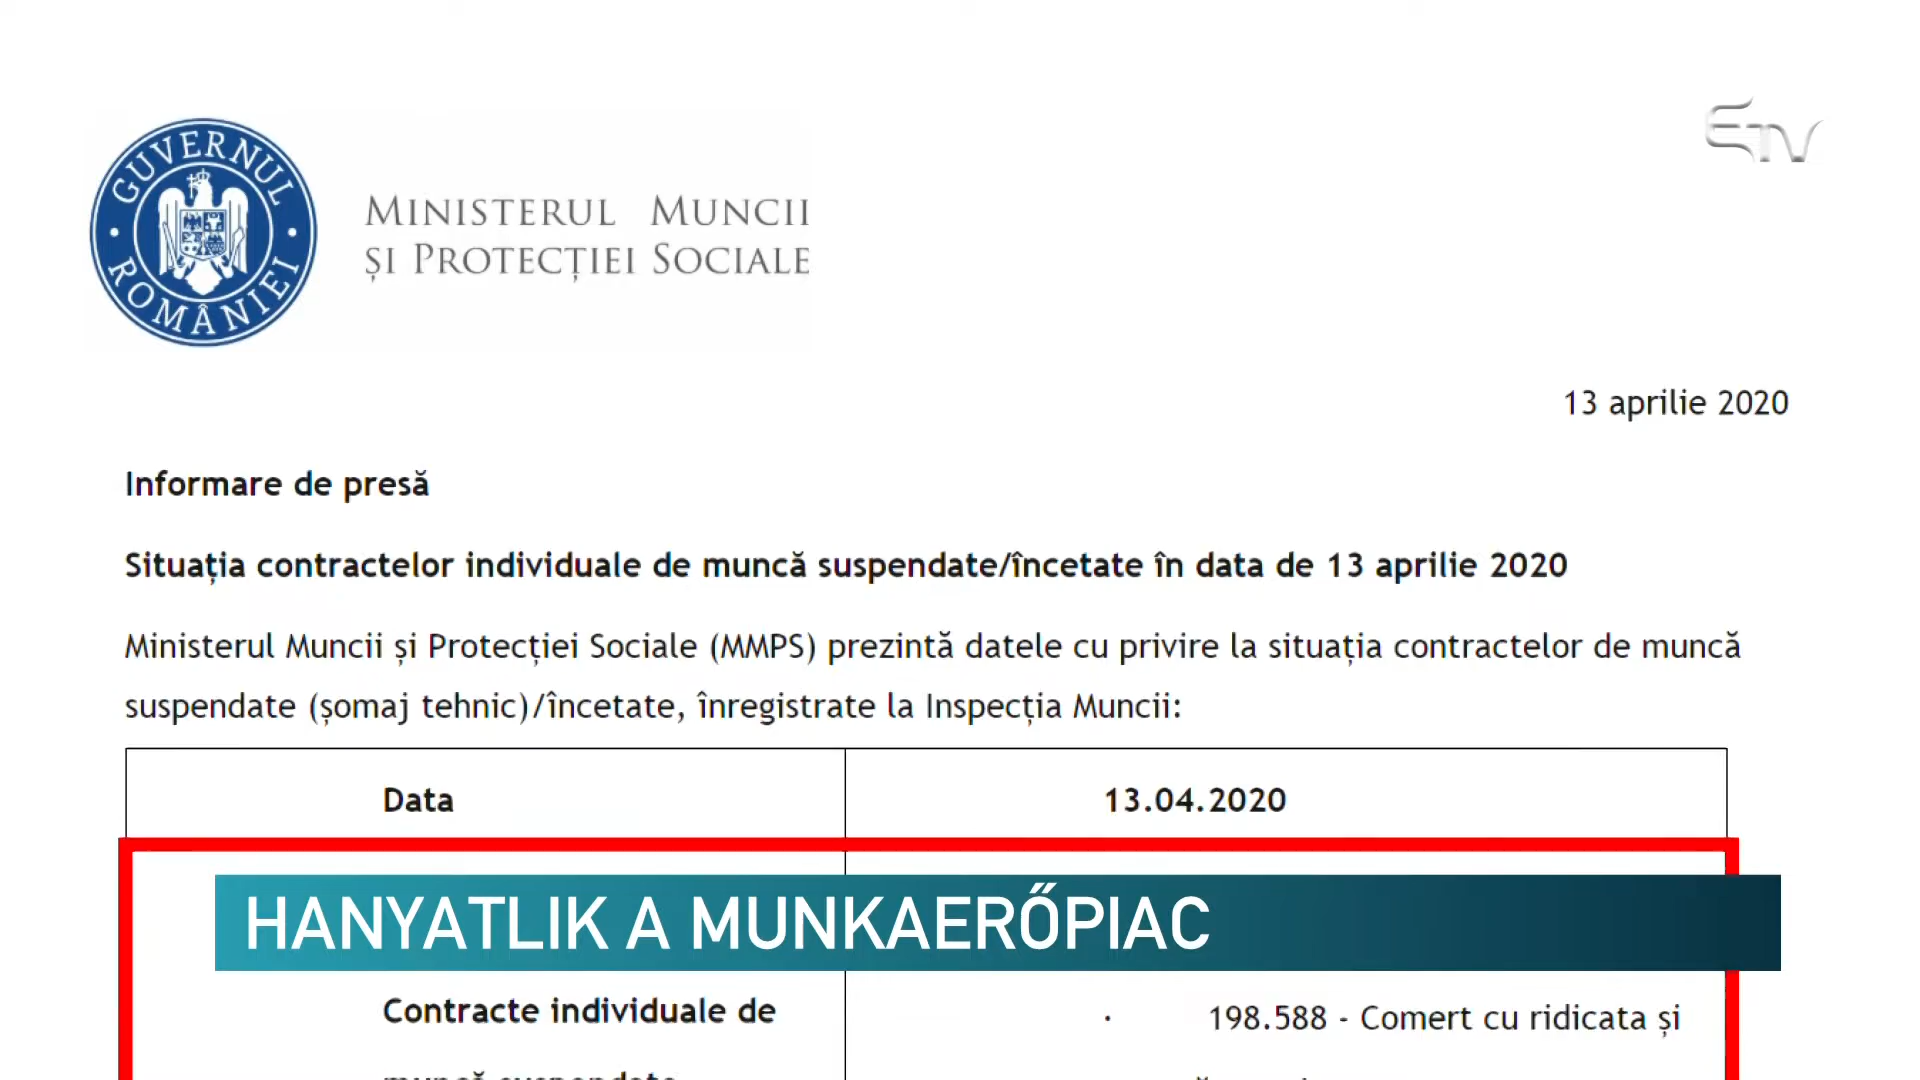 GUVERNUL ROMÂNIEI
MINISTERUL MUNCII
ȘI PROTECȚIEI SOCIALE
ETV
13 aprilie 2020
Informare de presă
Situația contractelor individuale de muncă suspendate/încetate în data de 13 aprilie 2020
Ministerul Muncii și Protecției Sociale (MMPS) prezintă datele cu privire la situația contractelor de muncă
suspendate (șomaj tehnic)/încetate, înregistrate la Inspecția Muncii:
Data 13.04.2020
HANYATLIK A MUNKAERŐPIAC
Contracte individuale de
· 198.588 - Comert cu ridicata și
muncă suspendate